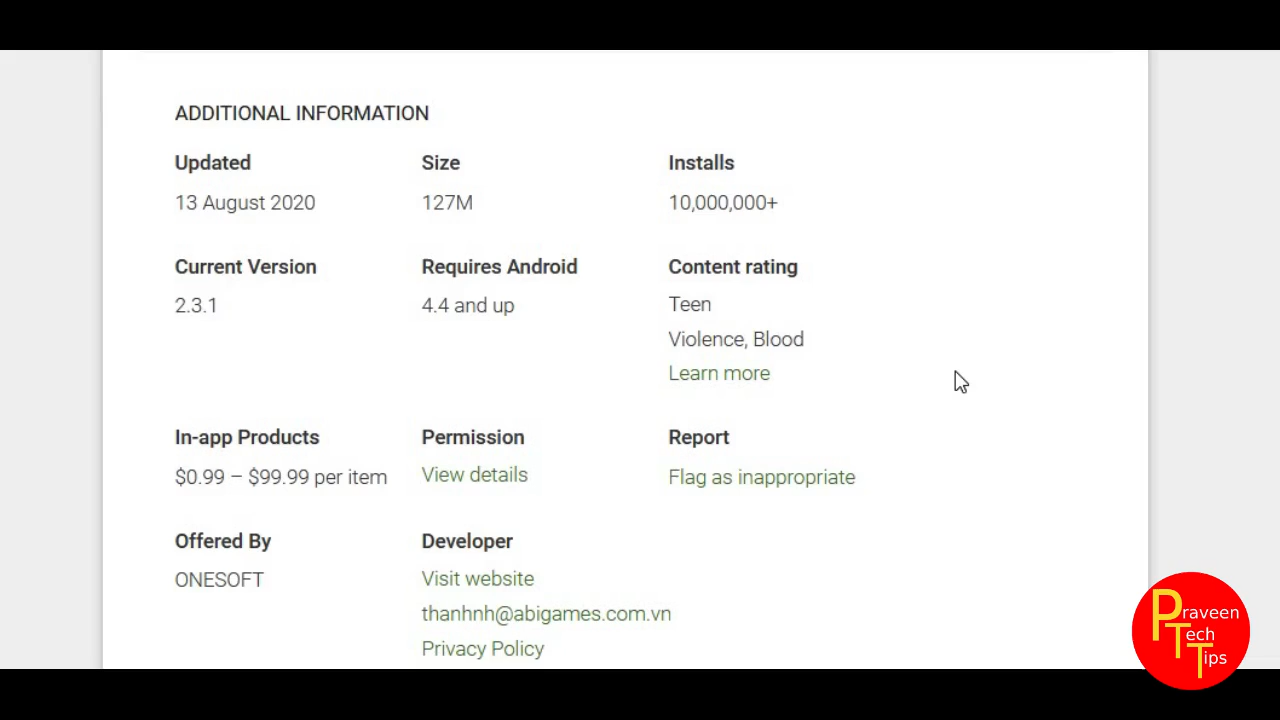 ADDITIONAL INFORMATION
Updated
Size
Installs
13 August 2020
127M
10,000,000+
Current Version
Requires Android
Content rating
2.3.1
4.4 and up
Teen
Violence, Blood
Learn more
In-app Products
Permission
Report
$0.99 – $99.99 per item
View details
Flag as inappropriate
Offered By
Developer
ONESOFT
Visit website
thanhnh@abigames.com.vn
Privacy Policy
Praveen
Tech
Tips